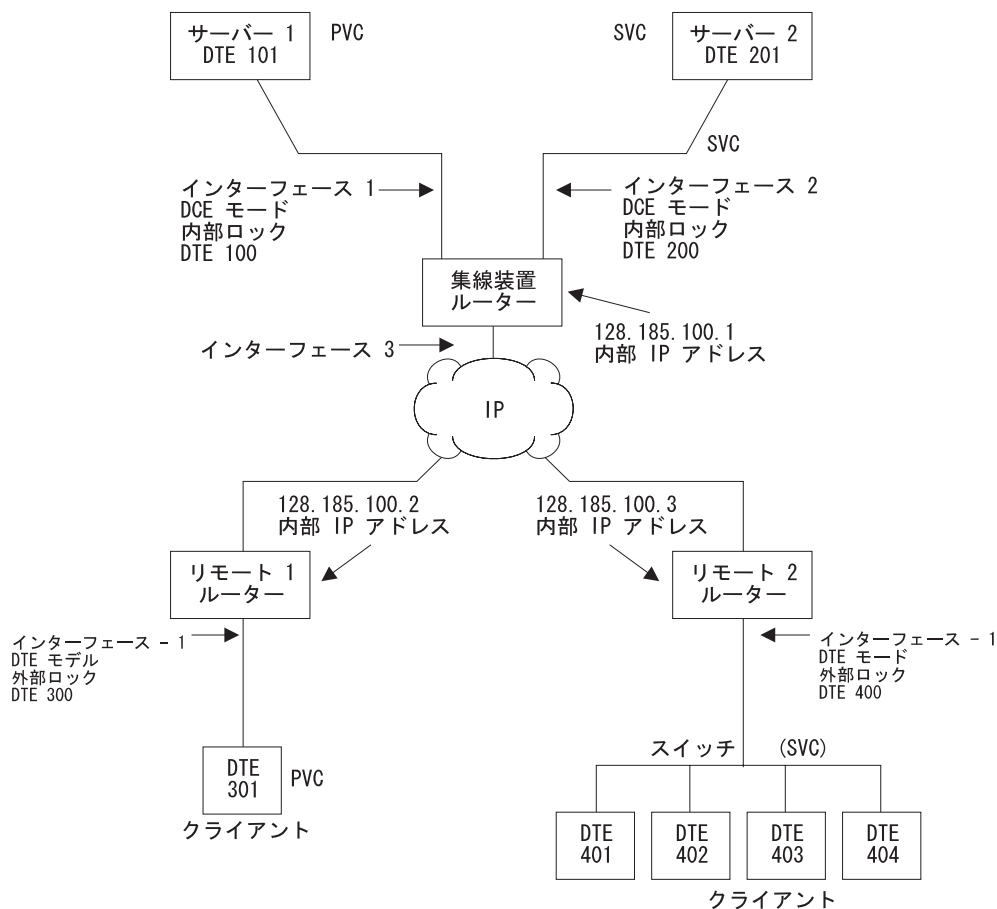 サーバー 1
DTE 101
PVC
SVC
サーバー 2
DTE 201
SVC
インターフェース 1
DCE モード
内部ロック
DTE 100
インターフェース 2
DCE モード
内部ロック
DTE 200
集線装置
ルーター
128.185.100.1
内部 IP アドレス
インターフェース 3
IP
128.185.100.2
内部 IP アドレス
128.185.100.3
内部 IP アドレス
リモート 1
ルーター
リモート 2
ルーター
インターフェース - 1
DTE モデル
外部ロック
DTE 300
インターフェース - 1
DTE モード
外部ロック
DTE 400
DTE
301
PVC
クライアント
スイッチ (SVC)
DTE
401
DTE
402
DTE
403
DTE
404
クライアント